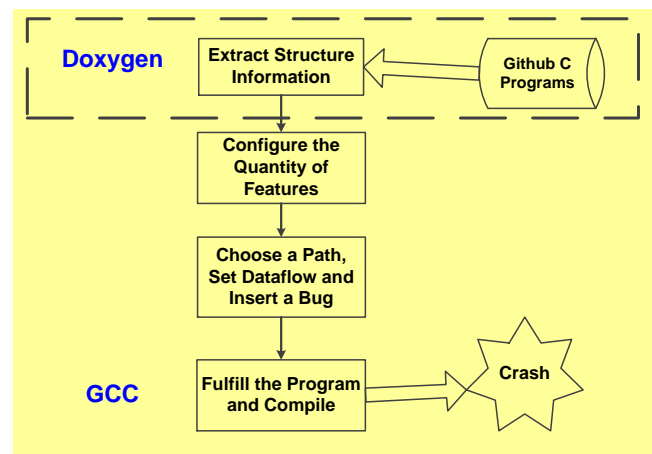 Doxygen
Extract Structure
Information
Github C
Programs
Configure the
Quantity of
Features
Choose a Path,
Set Dataflow and
Insert a Bug
GCC
Fulfill the Program
and Compile
Crash